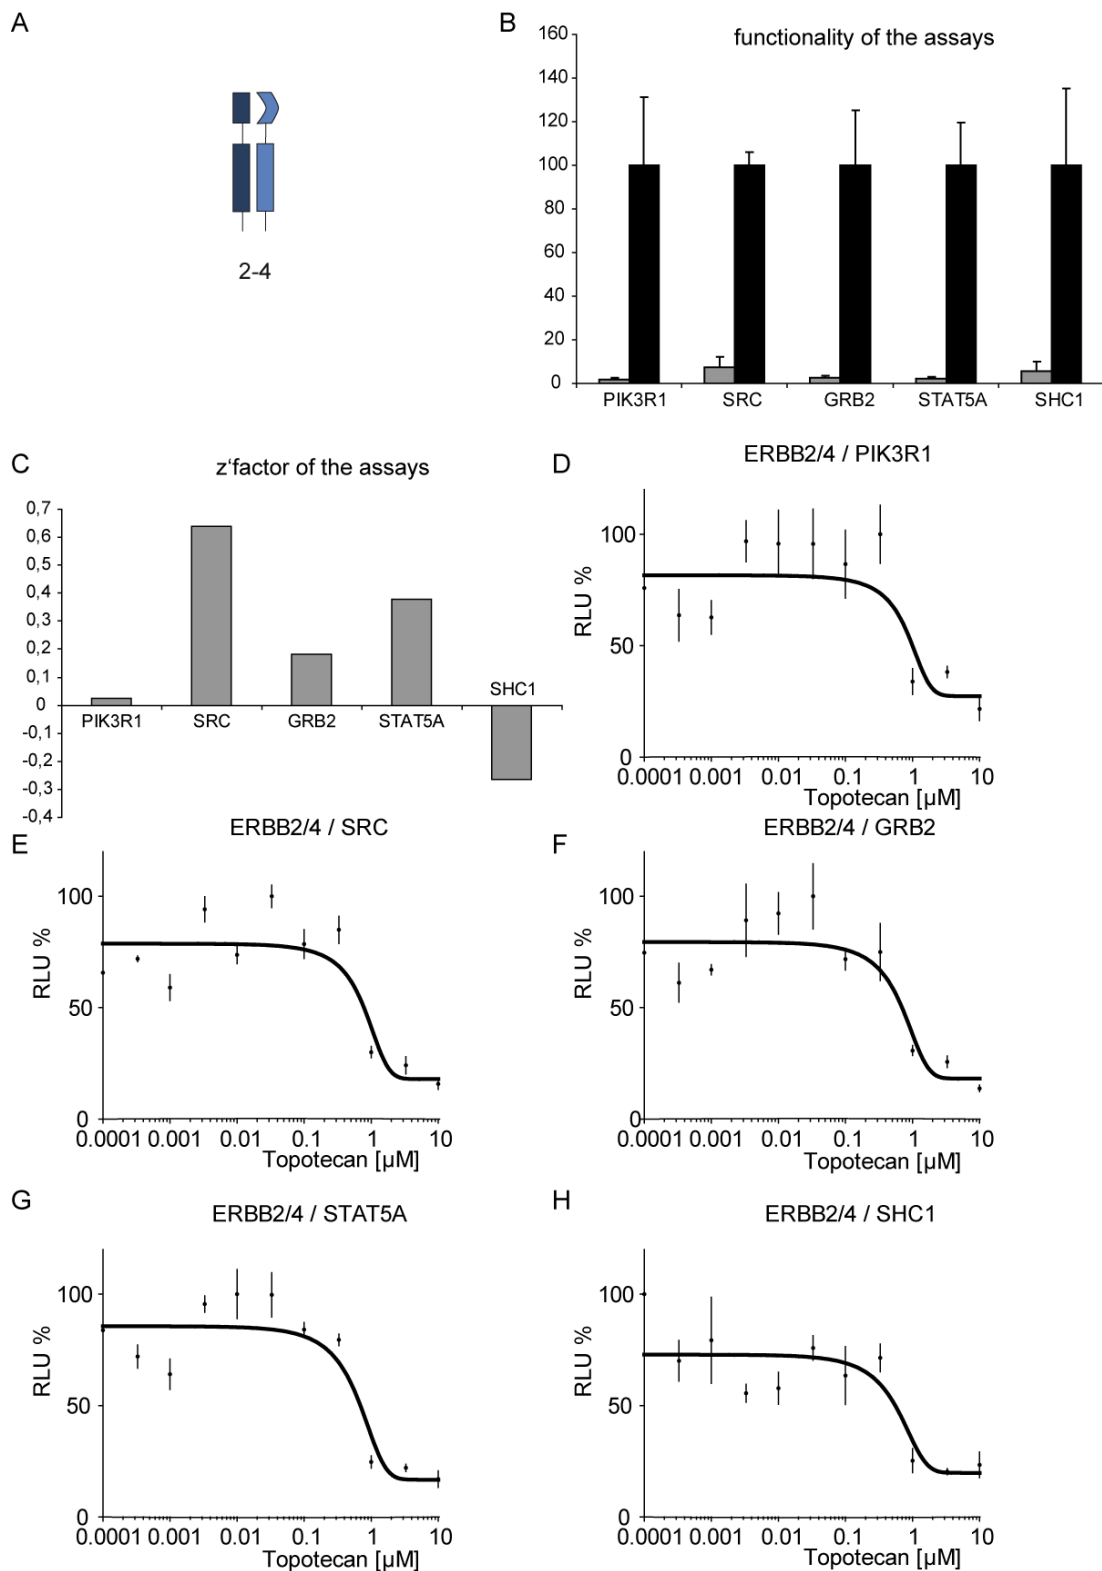 A
2-4
B
functionality of the assays
160
140
120
100
80
60
40
20
0
PIK3R1 SRC GRB2 STAT5A SHC1
C
z‘factor of the assays
0,7
0,6
0,5
0,4
0,3
0,2
0,1
0
-0,1
-0,2
-0,3
-0,4
PIK3R1 SRC GRB2 STAT5A SHC1
D
ERBB2/4 / PIK3R1
RLU %
100
50
0
0.0001 0.001 0.01 0.1 1 10
Topotecan [µM]
E
ERBB2/4 / SRC
RLU %
100
50
0
0.0001 0.001 0.01 0.1 1 10
Topotecan [µM]
F
ERBB2/4 / GRB2
RLU %
100
50
0
0.0001 0.001 0.01 0.1 1 10
Topotecan [µM]
G
ERBB2/4 / STAT5A
RLU %
100
50
0
0.0001 0.001 0.01 0.1 1 10
Topotecan [µM]
H
ERBB2/4 / SHC1
RLU %
100
50
0
0.0001 0.001 0.01 0.1 1 10
Topotecan [µM]